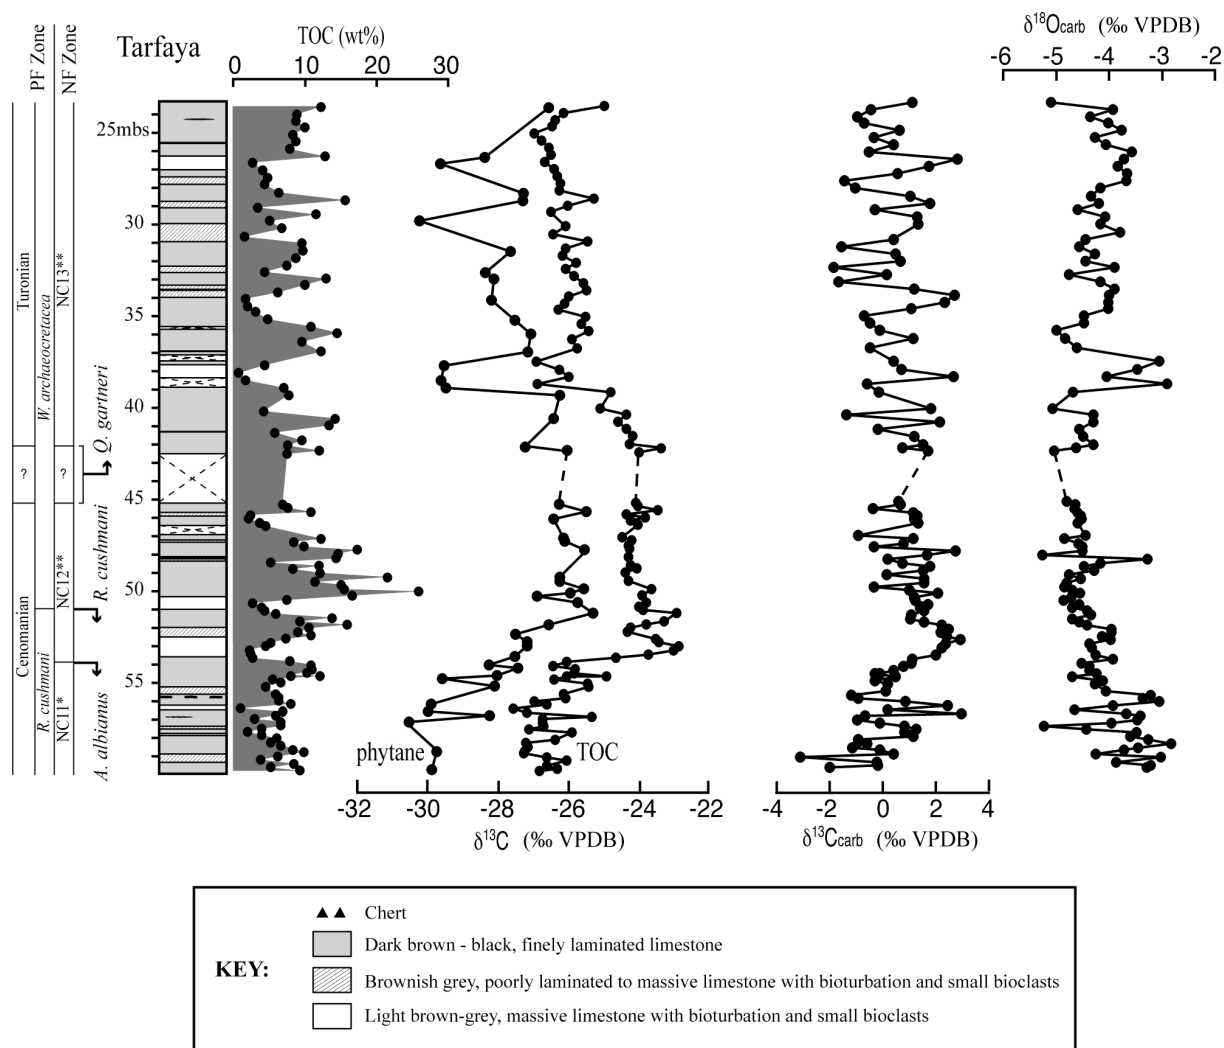 PF Zone
NF Zone
Tarfaya
TOC (wt%)
0 10 20 30
δ18Ocarb (‰ VPDB)
-6 -5 -4 -3 -2
Turonian
Cenomanian
?
W. archaeocretacea
R. cushmani
NC13**
?
NC12**
NC11*
Q. gartneri
R. cushmani
A. albianus
25mbs
30
35
40
45
50
55
phytane
TOC
-32 -30 -28 -26 -24 -22
δ13C (‰ VPDB)
-4 -2 0 2 4
δ13Ccarb (‰ VPDB)
KEY:
Chert
Dark brown - black, finely laminated limestone
Brownish grey, poorly laminated to massive limestone with bioturbation and small bioclasts
Light brown-grey, massive limestone with bioturbation and small bioclasts